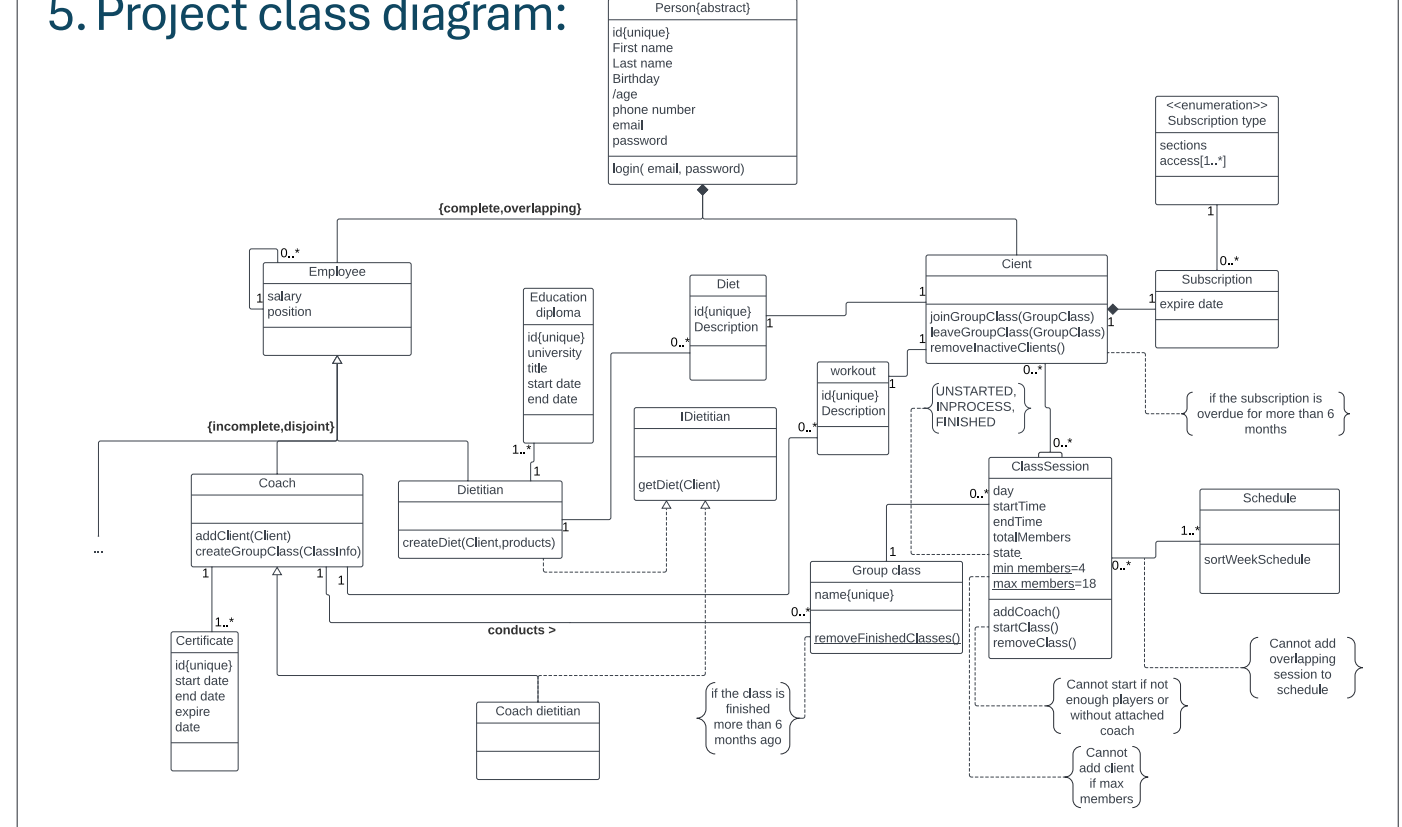 5. Project class diagram:
Person{abstract}
id{unique}
First name
Last name
Birthday
/age
phone number
email
password
login( email, password)
<<enumeration>>
Subscription type
sections
access[1..*]
1
0..*
{complete,overlapping}
0..*
Employee
1
salary
position
Cient
1
joinGroupClass(GroupClass)
leaveGroupClass(GroupClass)
removeInactiveClients()
1
1
0..*
Subscription
1
expire date
Diet
id{unique}
Description
1
0..*
Education
diploma
id{unique}
university
title
start date
end date
1..*
1
workout
id{unique}
Description
1
0..*
{UNSTARTED,
INPROCESS,
FINISHED}
{if the subscription is
overdue for more than 6
months}
IDietitian
getDiet(Client)
{incomplete,disjoint}
...
Coach
addClient(Client)
createGroupClass(ClassInfo)
1
1
1
Dietitian
createDiet(Client,products)
1
0..*
ClassSession
0..*
day
startTime
endTime
totalMembers
state
min members=4
max members=18
addCoach()
startClass()
removeClass()
0..*
Schedule
1..*
sortWeekSchedule
1
Group class
name{unique}
0..*
removeFinishedClasses()
conducts >
1..*
Certificate
id{unique}
start date
end date
expire
date
Coach dietitian
{if the class is
finished
more than 6
months ago}
{Cannot add
overlapping
session to
schedule}
{Cannot start if not
enough players or
without attached
coach}
{Cannot
add client
if max
members}